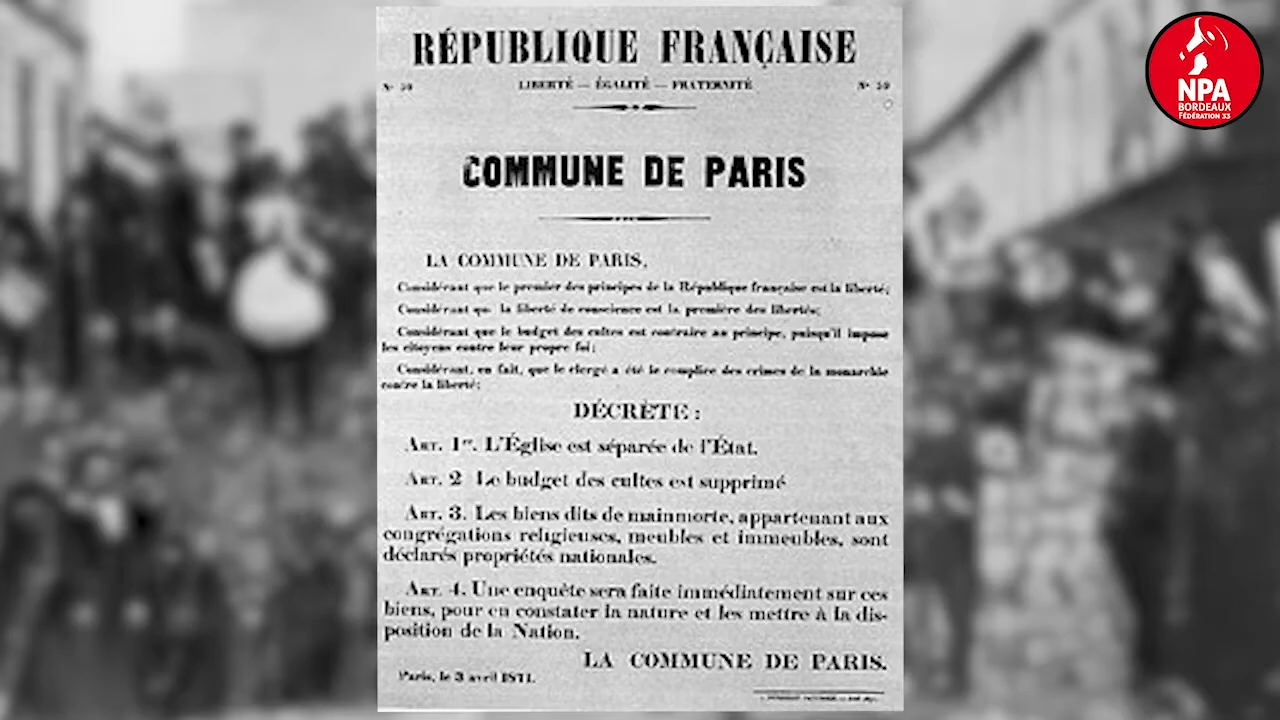 RÉPUBLIQUE FRANÇAISE
N° 59 LIBERTÉ — ÉGALITÉ — FRATERNITÉ N° 59
COMMUNE DE PARIS
LA COMMUNE DE PARIS,
Considérant que le premier des principes de la République française est la liberté;
Considérant que la liberté de conscience est la première des libertés;
Considérant que le budget des cultes est contraire au principe, puisqu'il impose
les citoyens contre leur propre foi;
Considérant, en fait, que le clergé a été le complice des crimes de la monarchie
contre la liberté;
DÉCRÈTE :
ART. 1er. L'Église est séparée de l'État.
ART. 2 Le budget des cultes est supprimé
ART. 3. Les biens dits de mainmorte, appartenant aux
congrégations religieuses, meubles et immeubles, sont
déclarés propriétés nationales.
ART. 4. Une enquête sera faite immédiatement sur ces
biens, pour en constater la nature et les mettre à la dis-
position de la Nation.
LA COMMUNE DE PARIS.
Paris, le 3 avril 1871.
NPA
BORDEAUX
FÉDÉRATION 33